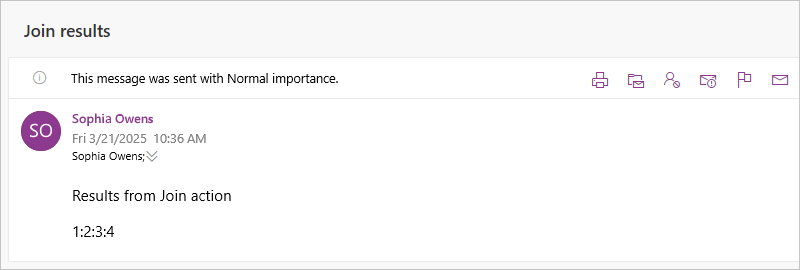 Join results
This message was sent with Normal importance.
SO
Sophia Owens
Fri 3/21/2025 10:36 AM
Sophia Owens;
Results from Join action
1:2:3:4